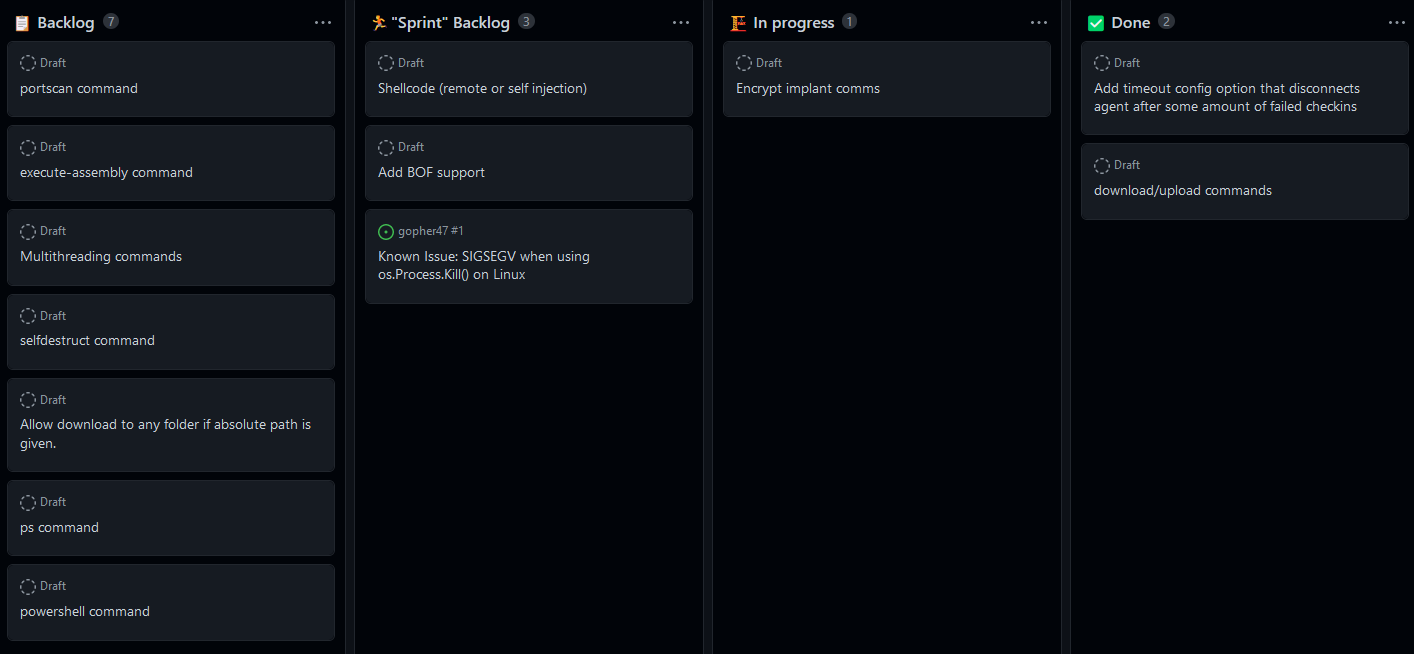 Backlog 7
Draft
portscan command
Draft
execute-assembly command
Draft
Multithreading commands
Draft
selfdestruct command
Draft
Allow download to any folder if absolute path is
given.
Draft
ps command
Draft
powershell command
"Sprint" Backlog 3
Draft
Shellcode (remote or self injection)
Draft
Add BOF support
gopher47 #1
Known Issue: SIGSEGV when using
os.Process.Kill() on Linux
In progress 1
Draft
Encrypt implant comms
Done 2
Draft
Add timeout config option that disconnects
agent after some amount of failed checkins
Draft
download/upload commands